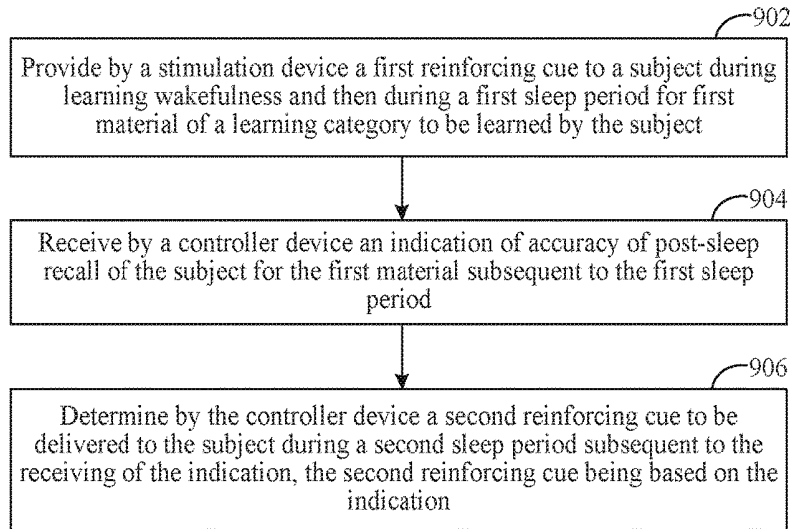 902
Provide by a stimulation device a first reinforcing cue to a subject during
learning wakefulness and then during a first sleep period for first
material of a learning category to be learned by the subject
904
Receive by a controller device an indication of accuracy of post-sleep
recall of the subject for the first material subsequent to the first sleep
period
906
Determine by the controller device a second reinforcing cue to be
delivered to the subject during a second sleep period subsequent to the
receiving of the indication, the second reinforcing cue being based on the
indication